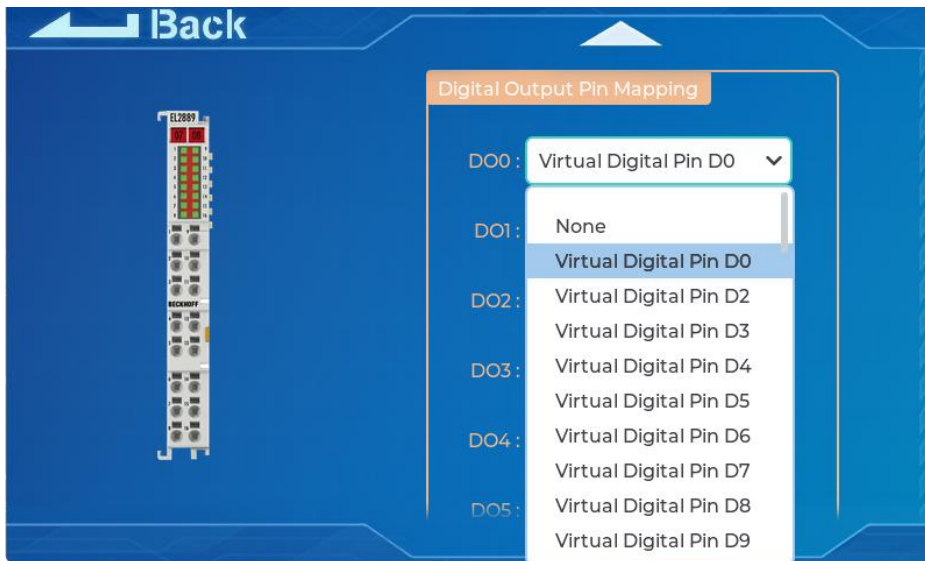 Back
Digital Output Pin Mapping
EL2889
07 08
BECKHOFF
DO0 : Virtual Digital Pin D0
DO1 :
DO2 :
DO3 :
DO4 :
DO5 :
None
Virtual Digital Pin D0
Virtual Digital Pin D2
Virtual Digital Pin D3
Virtual Digital Pin D4
Virtual Digital Pin D5
Virtual Digital Pin D6
Virtual Digital Pin D7
Virtual Digital Pin D8
Virtual Digital Pin D9